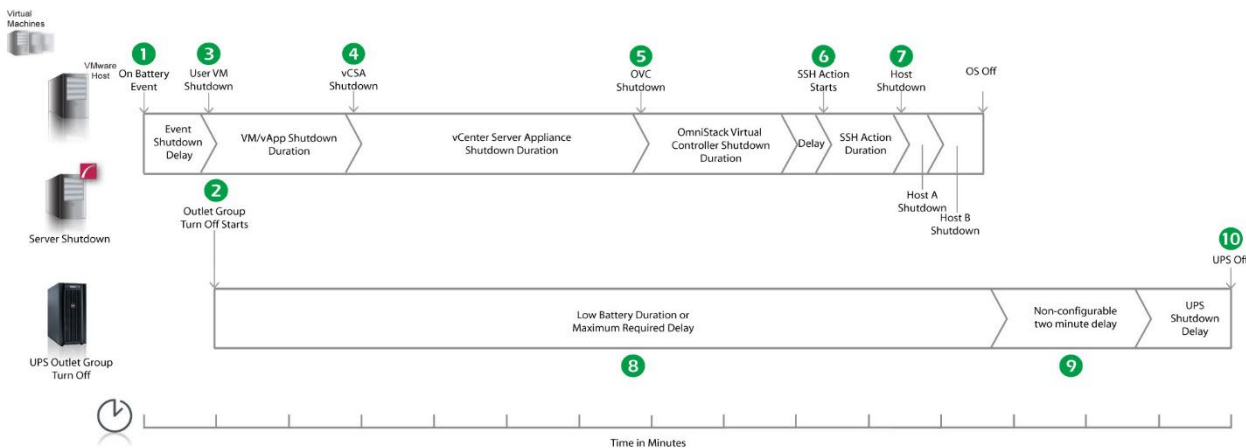 Virtual
Machines
VMware
Host
1
On Battery
Event
3
User VM
Shutdown
4
vCSA
Shutdown
5
OVC
Shutdown
6
SSH Action
Starts
7
Host
Shutdown
OS Off
Event
Shutdown
Delay
VM/vApp Shutdown
Duration
vCenter Server Appliance
Shutdown Duration
OmniStack Virtual
Controller Shutdown
Duration
Delay
SSH Action
Duration
Host A
Shutdown
Host B
Shutdown
Server Shutdown
2
Outlet Group
Turn Off Starts
10
UPS Off
Low Battery Duration or
Maximum Required Delay
Non-configurable
two minute delay
UPS
Shutdown
Delay
8
9
UPS Outlet Group
Turn Off
Time in Minutes